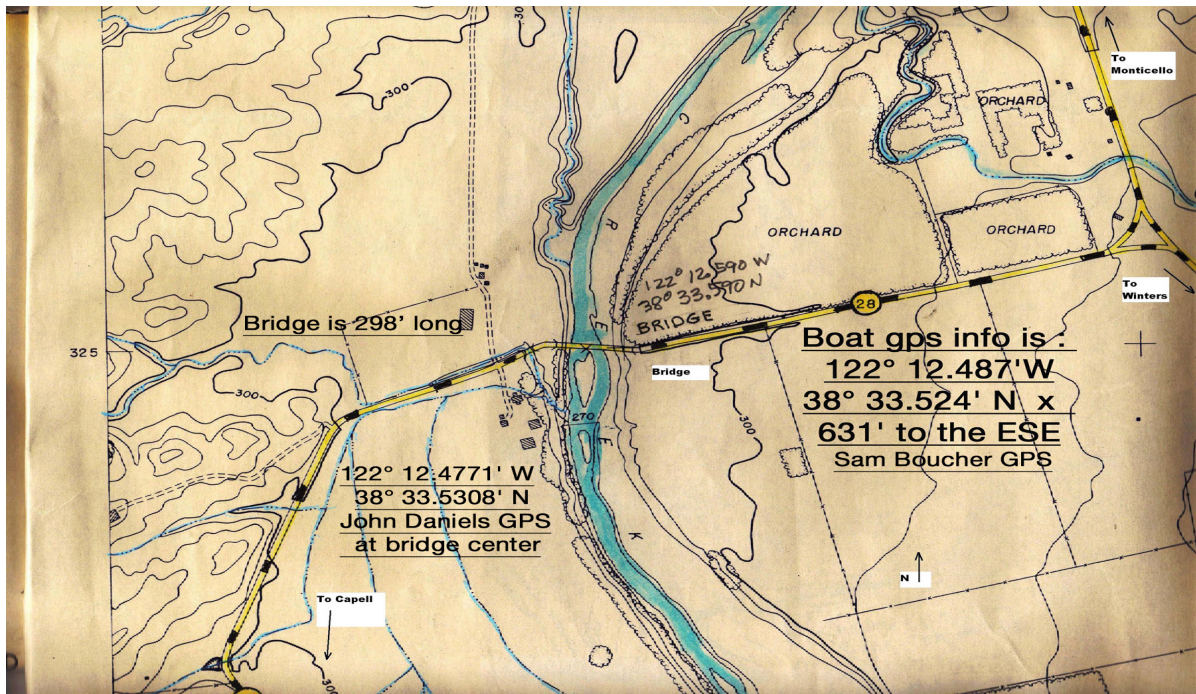 300
300
To
Monticello
ORCHARD
C
R
E
E
K
ORCHARD
ORCHARD
122° 12.590 W
38° 33.590 N
BRIDGE
28
To
Winters
Bridge is 298' long
325
Bridge
Boat gps info is :
122° 12.487'W
38° 33.524' N x
631' to the ESE
Sam Boucher GPS
300
270
300
122° 12.4771' W
38° 33.5308' N
John Daniels GPS
at bridge center
N
To Capell
300